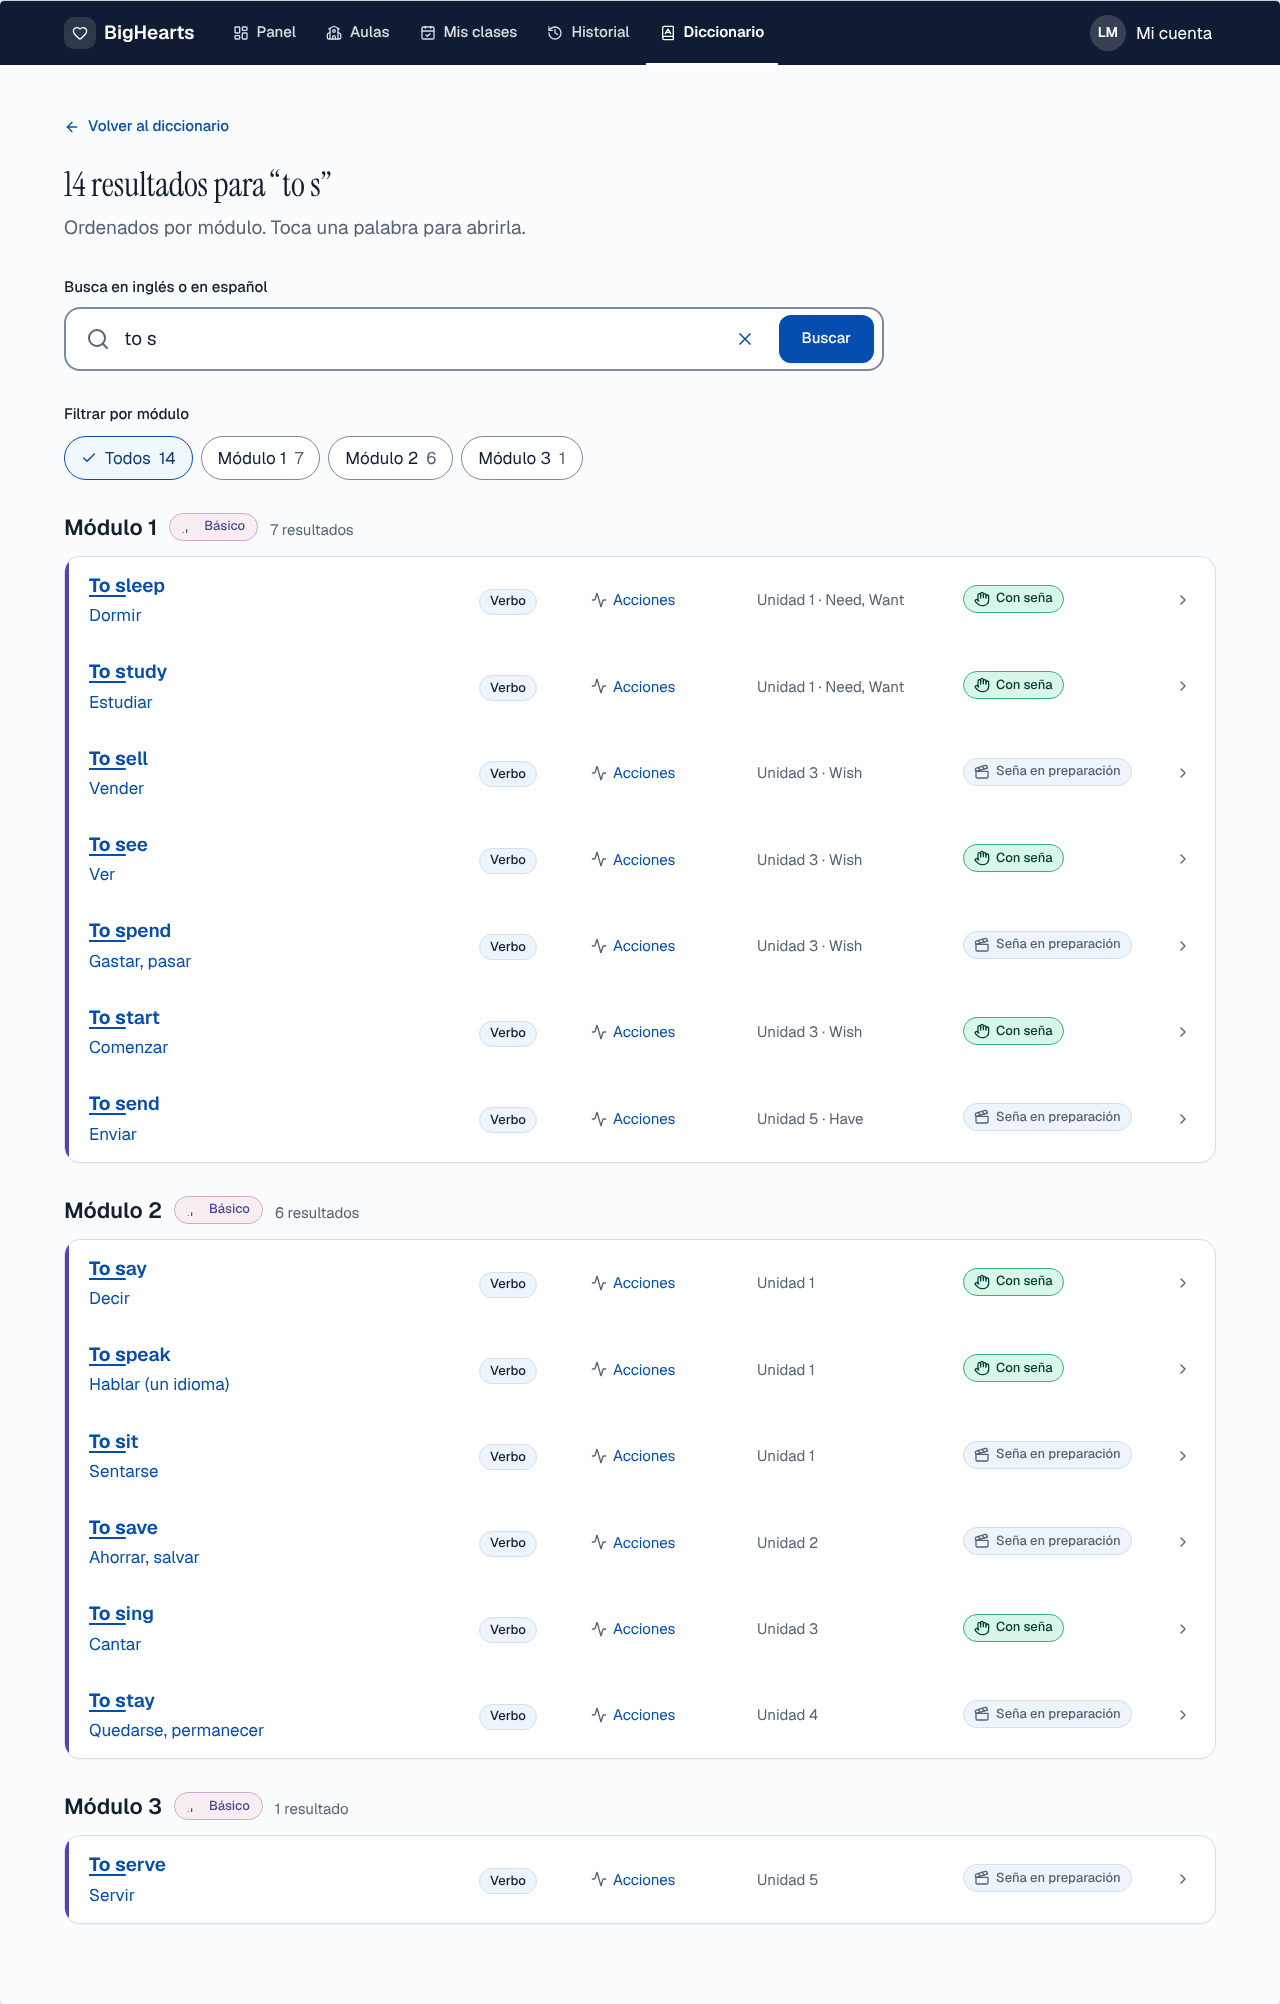 BigHearts Panel Aulas Mis clases Historial Diccionario LM Mi cuenta
Volver al diccionario
14 resultados para “to s”
Ordenados por módulo. Toca una palabra para abrirla.
Busca en inglés o en español
to s Buscar
Filtrar por módulo
Todos 14 Módulo 1 7 Módulo 2 6 Módulo 3 1
Módulo 1 Básico 7 resultados
To sleep
Dormir
Verbo Acciones Unidad 1 · Need, Want Con seña
To study
Estudiar
Verbo Acciones Unidad 1 · Need, Want Con seña
To sell
Vender
Verbo Acciones Unidad 3 · Wish Seña en preparación
To see
Ver
Verbo Acciones Unidad 3 · Wish Con seña
To spend
Gastar, pasar
Verbo Acciones Unidad 3 · Wish Seña en preparación
To start
Comenzar
Verbo Acciones Unidad 3 · Wish Con seña
To send
Enviar
Verbo Acciones Unidad 5 · Have Seña en preparación
Módulo 2 Básico 6 resultados
To say
Decir
Verbo Acciones Unidad 1 Con seña
To speak
Hablar (un idioma)
Verbo Acciones Unidad 1 Con seña
To sit
Sentarse
Verbo Acciones Unidad 1 Seña en preparación
To save
Ahorrar, salvar
Verbo Acciones Unidad 2 Seña en preparación
To sing
Cantar
Verbo Acciones Unidad 3 Con seña
To stay
Quedarse, permanecer
Verbo Acciones Unidad 4 Seña en preparación
Módulo 3 Básico 1 resultado
To serve
Servir
Verbo Acciones Unidad 5 Seña en preparación